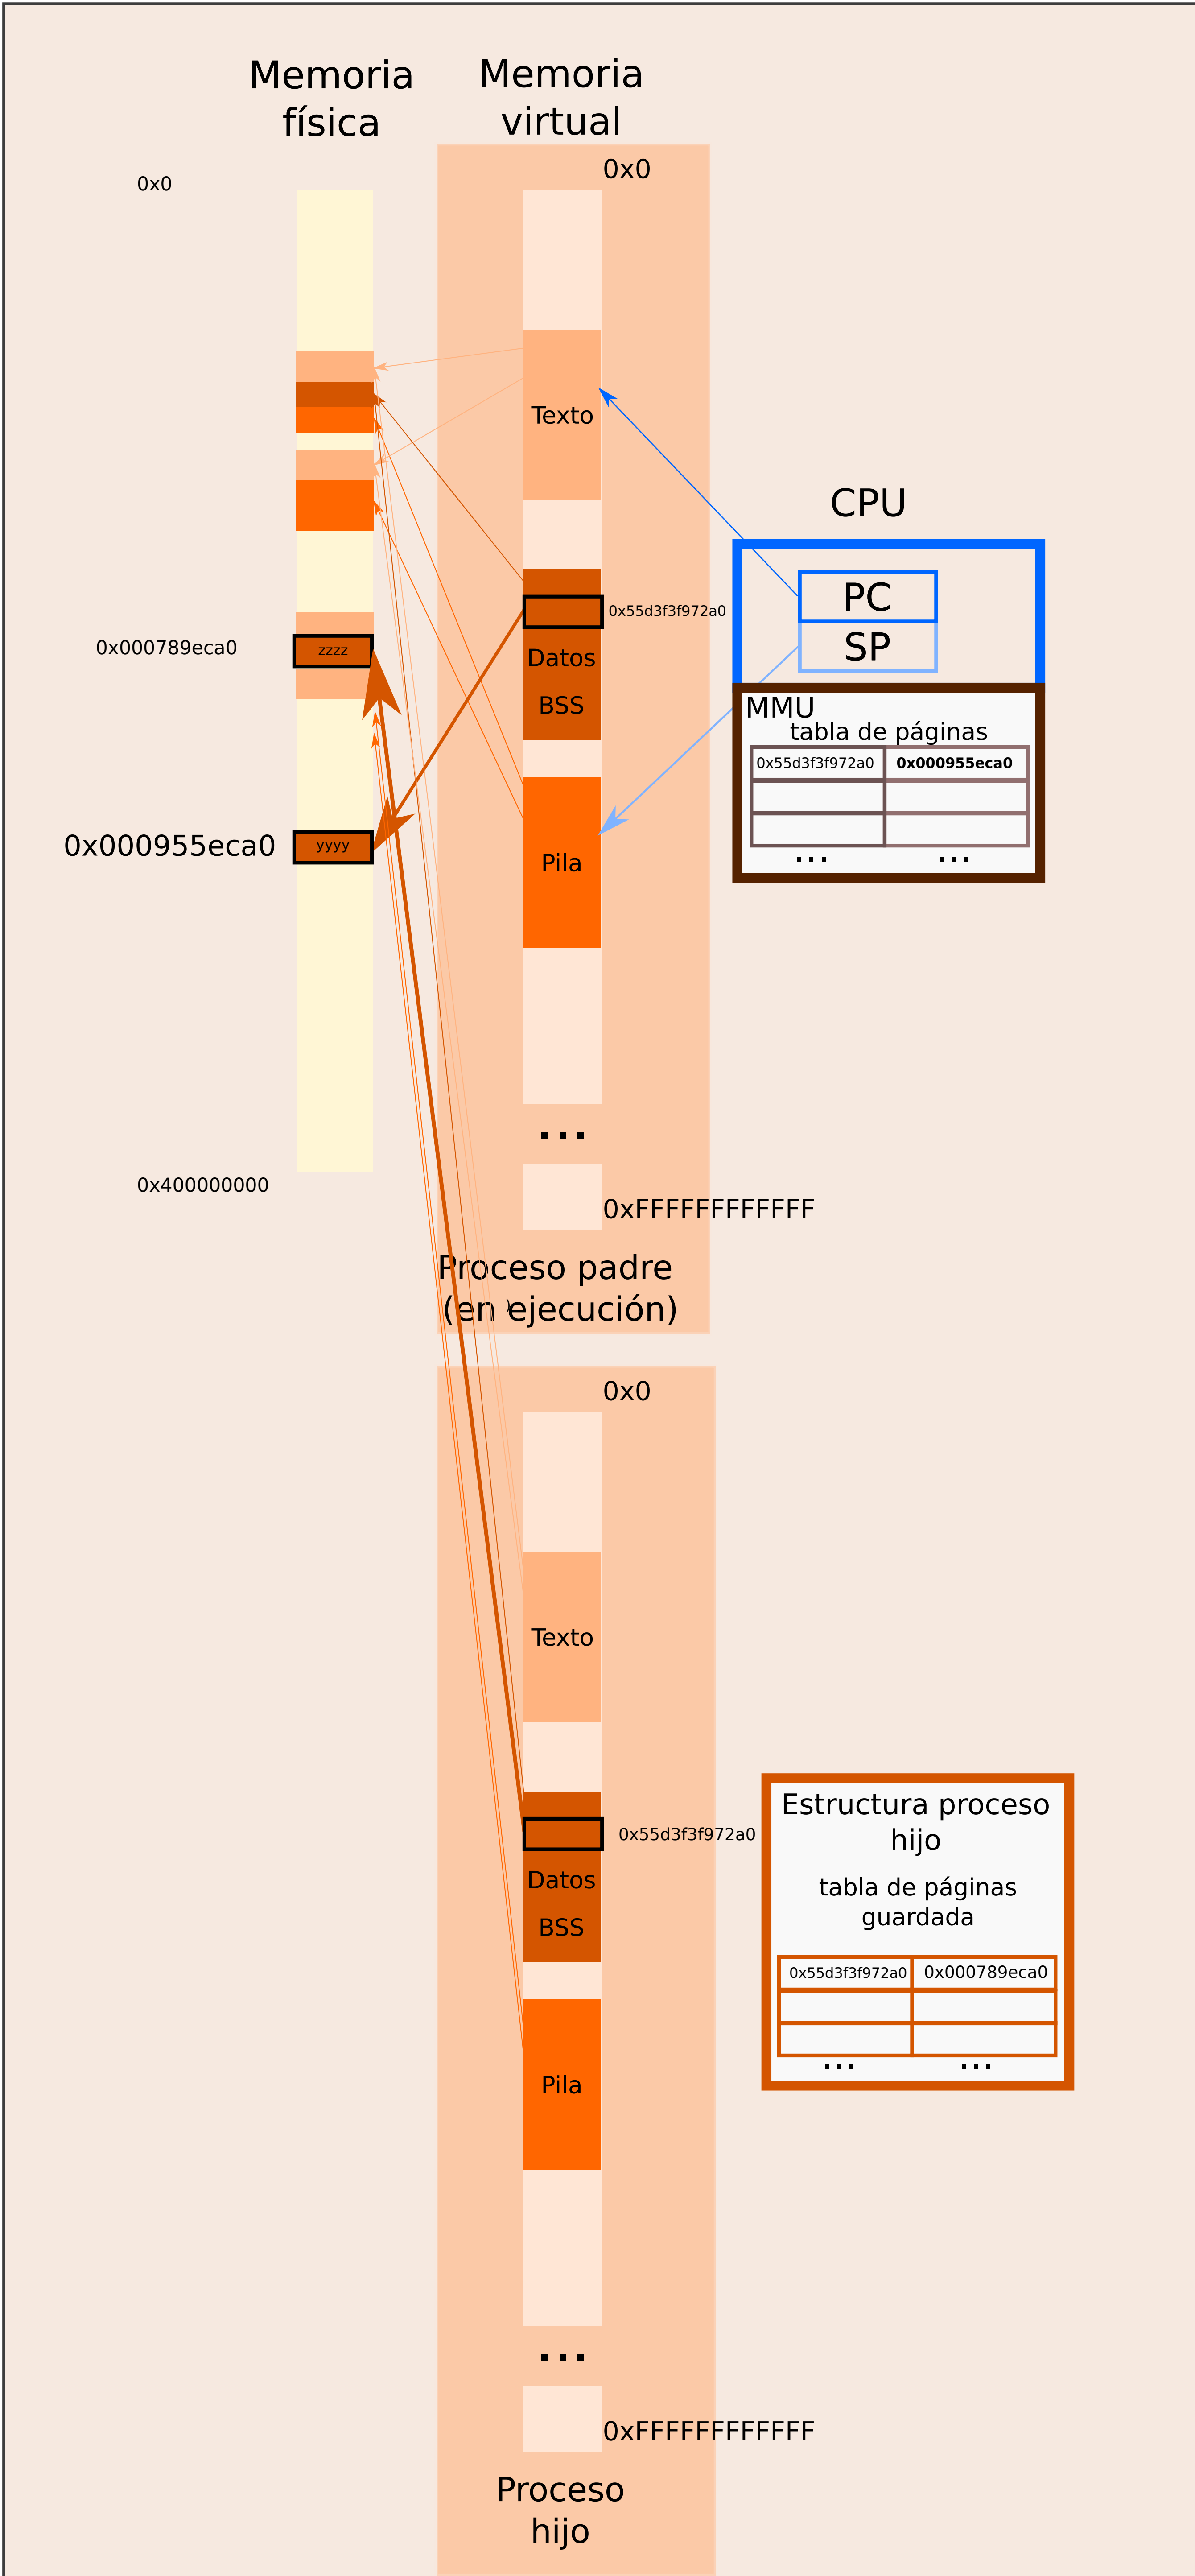 Memoria
física
Memoria
virtual
0x0
0x0
Texto
CPU
PC
SP
0x55d3f3f972a0
Datos
BSS
0x000789eca0
zzzz
MMU
tabla de páginas
0x55d3f3f972a0 0x000955eca0
... ...
0x000955eca0
yyyy
Pila
...
0x400000000
0xFFFFFFFFFFFF
Proceso padre
(en ejecución)
)
0x0
Texto
0x55d3f3f972a0
Datos
BSS
Estructura proceso
hijo
tabla de páginas
guardada
0x55d3f3f972a0 0x000789eca0
... ...
Pila
...
0xFFFFFFFFFFFF
Proceso
hijo